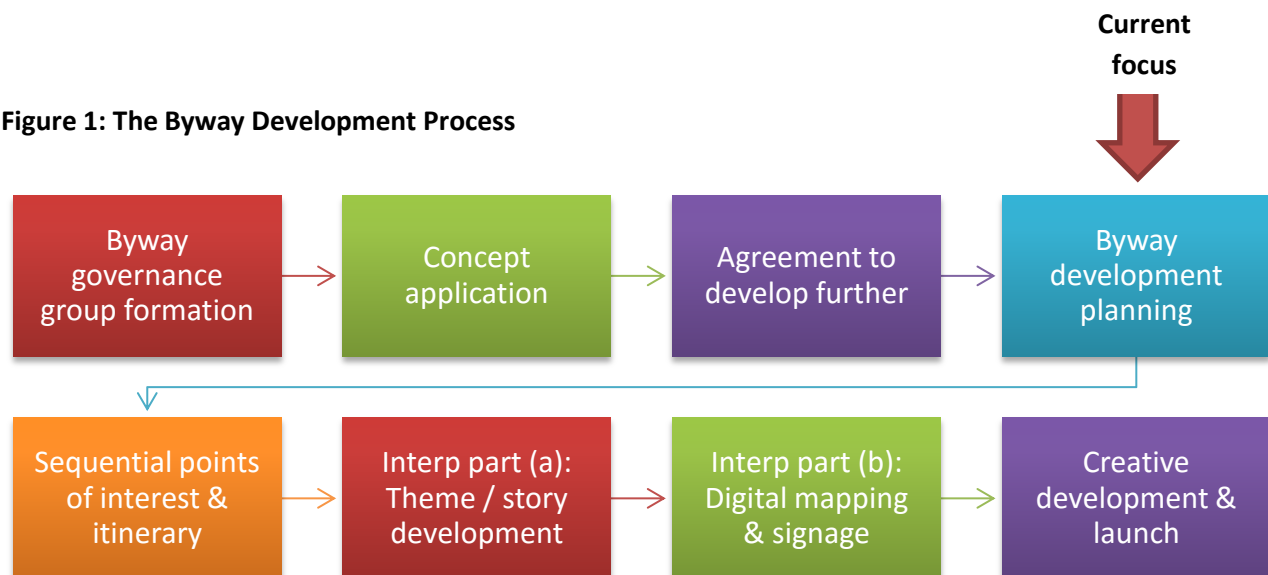 Current
focus
Figure 1: The Byway Development Process
Byway
governance
group formation
Concept
application
Agreement to
develop further
Byway
development
planning
Sequential points
of interest &
itinerary
Interp part (a):
Theme / story
development
Interp part (b):
Digital mapping
& signage
Creative
development &
launch